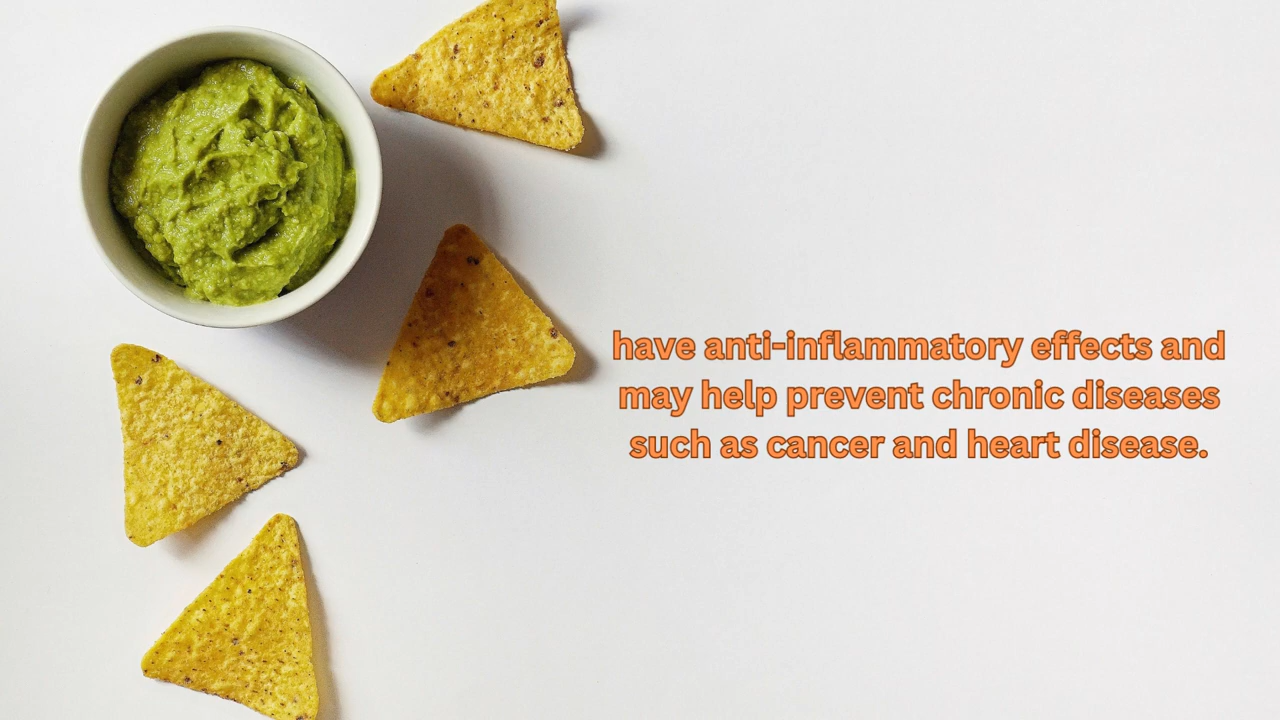 have anti-inflammatory effects and
may help prevent chronic diseases
such as cancer and heart disease.